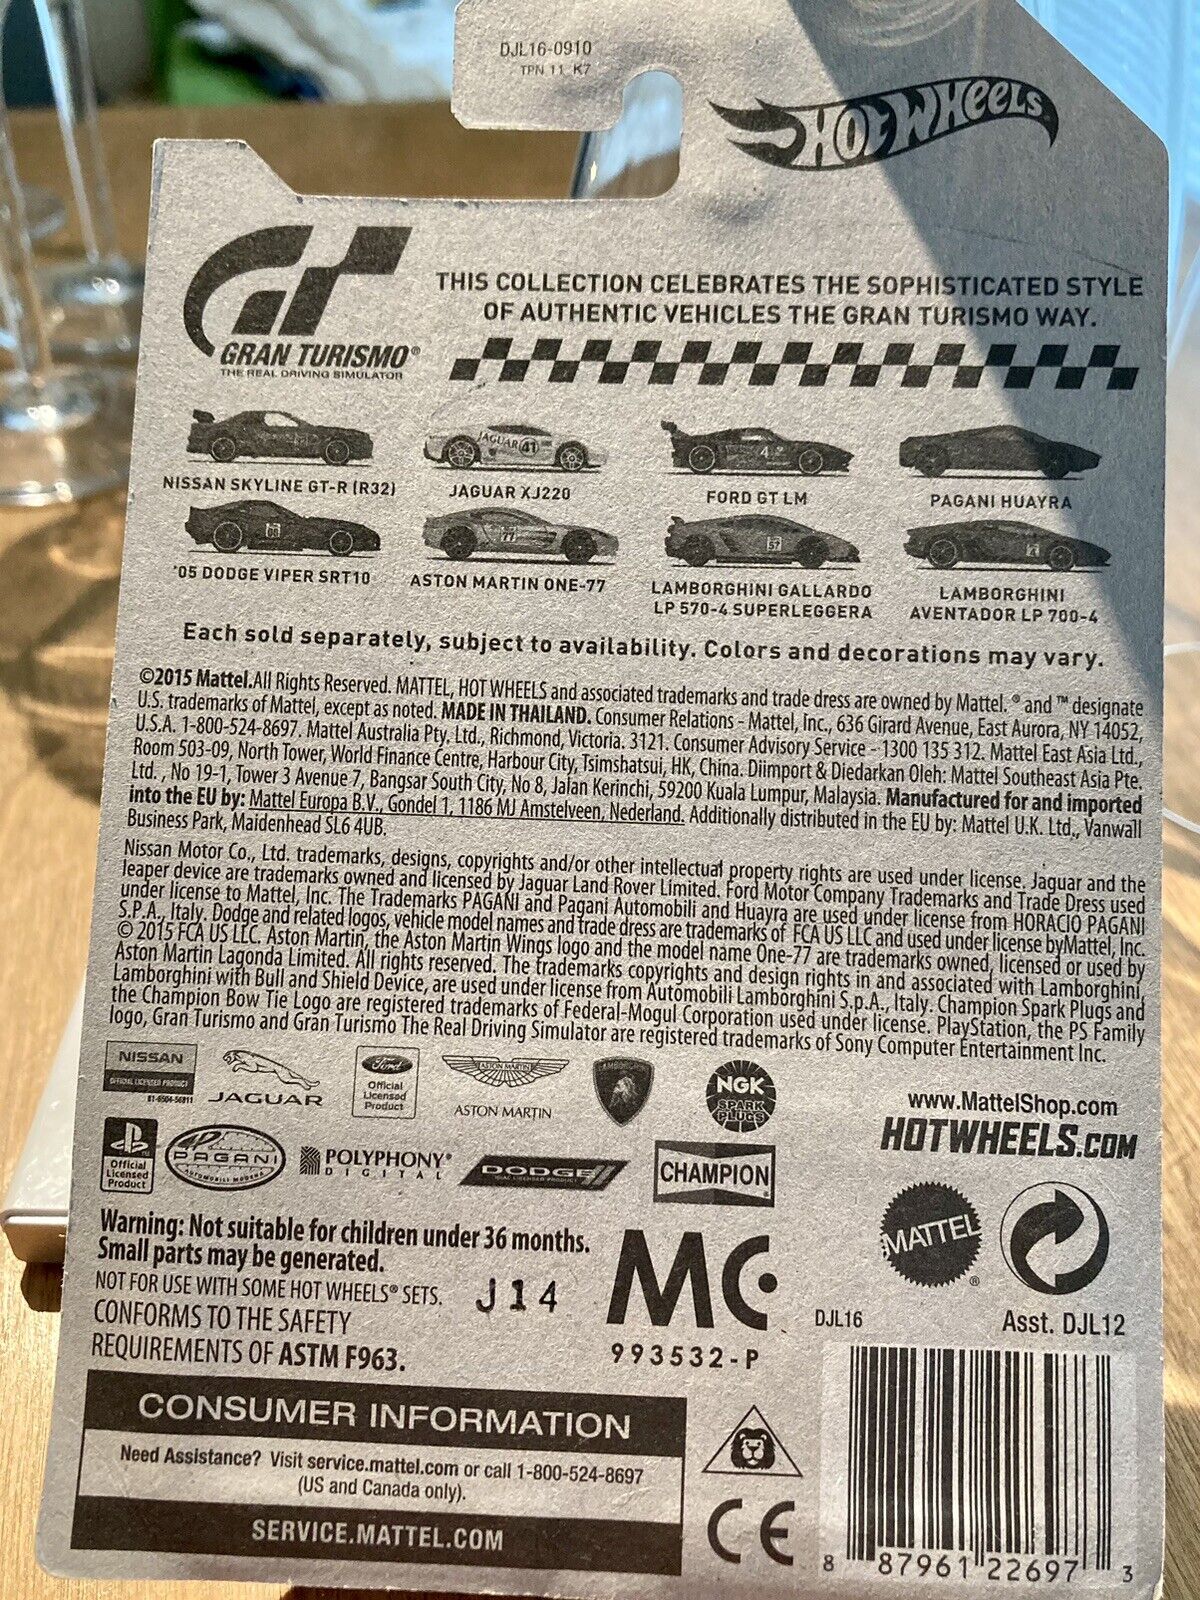 DJL16-0910
TPN 11 K7
HOT WHEELS
GRAN TURISMO®
THE REAL DRIVING SIMULATOR
THIS COLLECTION CELEBRATES THE SOPHISTICATED STYLE
OF AUTHENTIC VEHICLES THE GRAN TURISMO WAY.
JAGUAR 41
4
NISSAN SKYLINE GT-R (R32)
JAGUAR XJ220
FORD GT LM
PAGANI HUAYRA
77
57
'05 DODGE VIPER SRT10
ASTON MARTIN ONE-77
LAMBORGHINI GALLARDO
LP 570-4 SUPERLEGGERA
LAMBORGHINI
AVENTADOR LP 700-4
Each sold separately, subject to availability. Colors and decorations may vary.
©2015 Mattel.All Rights Reserved. MATTEL, HOT WHEELS and associated trademarks and trade dress are owned by Mattel. ® and ™ designate
U.S. trademarks of Mattel, except as noted. MADE IN THAILAND. Consumer Relations - Mattel, Inc., 636 Girard Avenue, East Aurora, NY 14052,
U.S.A. 1-800-524-8697. Mattel Australia Pty. Ltd., Richmond, Victoria. 3121. Consumer Advisory Service - 1300 135 312. Mattel East Asia Ltd.,
Room 503-09, North Tower, World Finance Centre, Harbour City, Tsimshatsui, HK, China. Diimport & Diedarkan Oleh: Mattel Southeast Asia Pte.
Ltd. , No 19-1, Tower 3 Avenue 7, Bangsar South City, No 8, Jalan Kerinchi, 59200 Kuala Lumpur, Malaysia. Manufactured for and imported
into the EU by: Mattel Europa B.V., Gondel 1, 1186 MJ Amstelveen, Nederland. Additionally distributed in the EU by: Mattel U.K. Ltd., Vanwall
Business Park, Maidenhead SL6 4UB.
Nissan Motor Co., Ltd. trademarks, designs, copyrights and/or other intellectual property rights are used under license. Jaguar and the
leaper device are trademarks owned and licensed by Jaguar Land Rover Limited. Ford Motor Company Trademarks and Trade Dress used
under license to Mattel, Inc. The Trademarks PAGANI and Pagani Automobili and Huayra are used under license from HORACIO PAGANI
S.P.A., Italy. Dodge and related logos, vehicle model names and trade dress are trademarks of FCA US LLC and used under license byMattel, Inc.
© 2015 FCA US LLC. Aston Martin, the Aston Martin Wings logo and the model name One-77 are trademarks owned, licensed or used by
Aston Martin Lagonda Limited. All rights reserved. The trademarks copyrights and design rights in and associated with Lamborghini,
Lamborghini with Bull and Shield Device, are used under license from Automobili Lamborghini S.p.A., Italy. Champion Spark Plugs and
the Champion Bow Tie Logo are registered trademarks of Federal-Mogul Corporation used under license. PlayStation, the PS Family
logo, Gran Turismo and Gran Turismo The Real Driving Simulator are registered trademarks of Sony Computer Entertainment Inc.
NISSAN
OFFICIAL LICENSED PRODUCT
JAGUAR
Ford
Official
Licensed
Product
ASTON MARTIN
ASTON MARTIN
LAMBORGHINI
NGK
SPARK
PLUGS
www.MattelShop.com
HOTWHEELS.COM
Official
Licensed
Product
PAGANI
AUTOMOBILI MODENA
POLYPHONY®
DIGITAL
DODGE
CHAMPION
Warning: Not suitable for children under 36 months.
Small parts may be generated.
NOT FOR USE WITH SOME HOT WHEELS® SETS.
J14
CONFORMS TO THE SAFETY
REQUIREMENTS OF ASTM F963.
MC
993532-P
MATTEL
®
DJL16
Asst. DJL12
CONSUMER INFORMATION
Need Assistance? Visit service.mattel.com or call 1-800-524-8697
(US and Canada only).
SERVICE.MATTEL.COM
CE
8 87961 22697 3